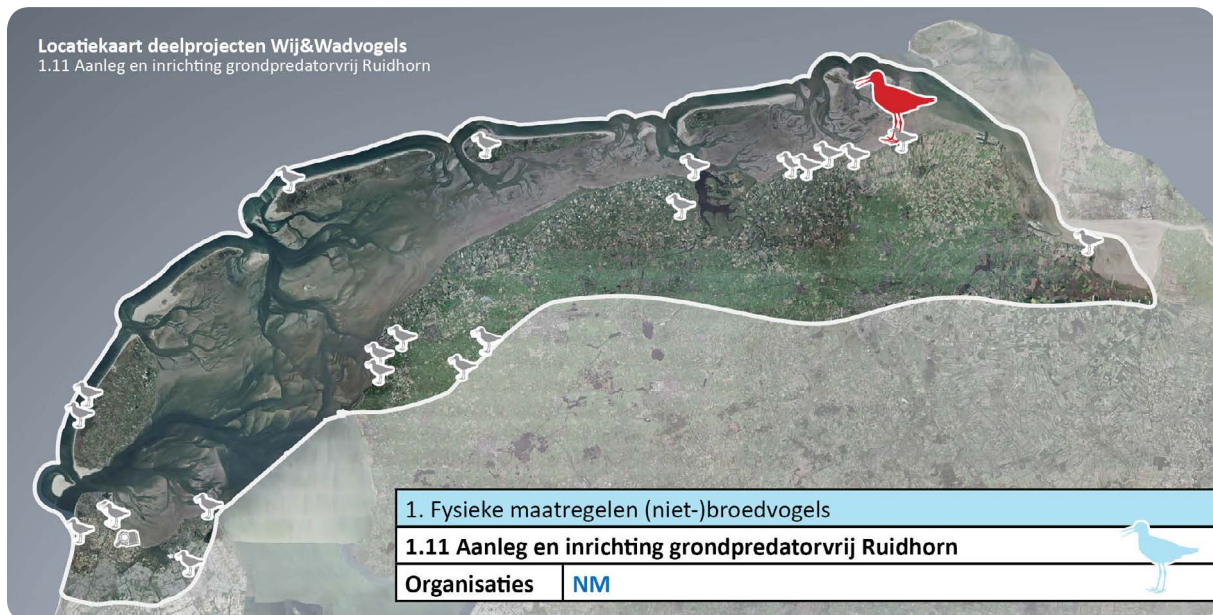 Locatiekaart deelprojecten Wij&Wadvogels
1.11 Aanleg en inrichting grondpredatorvrij Ruidhorn
1. Fysieke maatregelen (niet-)broedvogels
1.11 Aanleg en inrichting grondpredatorvrij Ruidhorn
Organisaties NM